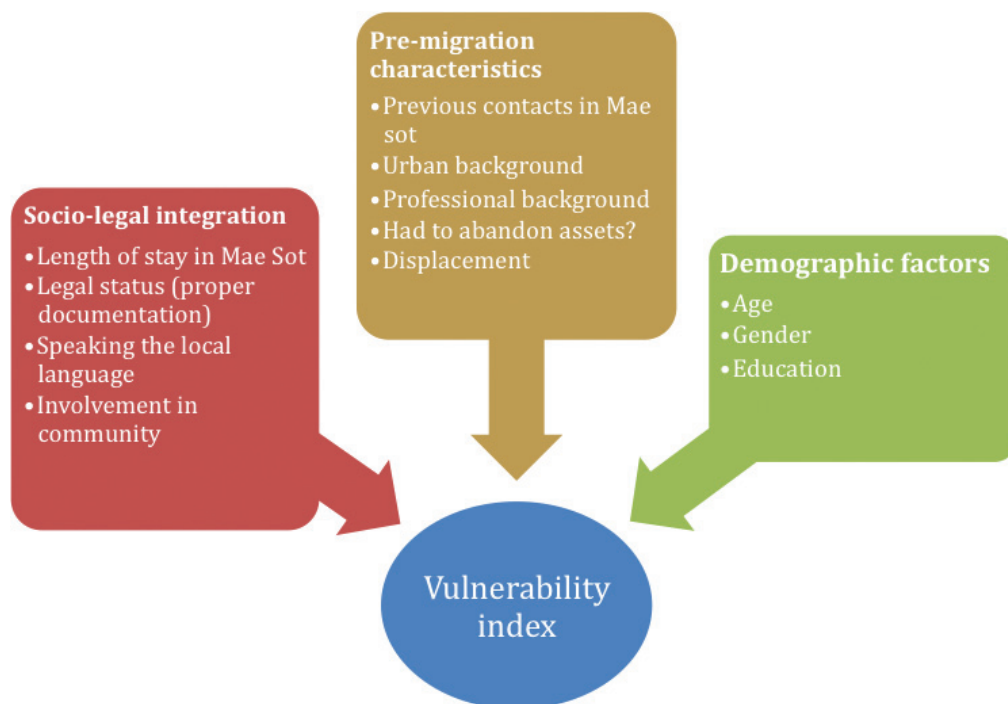 Pre-migration
characteristics
•Previous contacts in Mae
sot
•Urban background
•Professional background
•Had to abandon assets?
•Displacement
Socio-legal integration
•Length of stay in Mae Sot
•Legal status (proper
documentation)
•Speaking the local
language
•Involvement in
community
Demographic factors
•Age
•Gender
•Education
Vulnerability
index